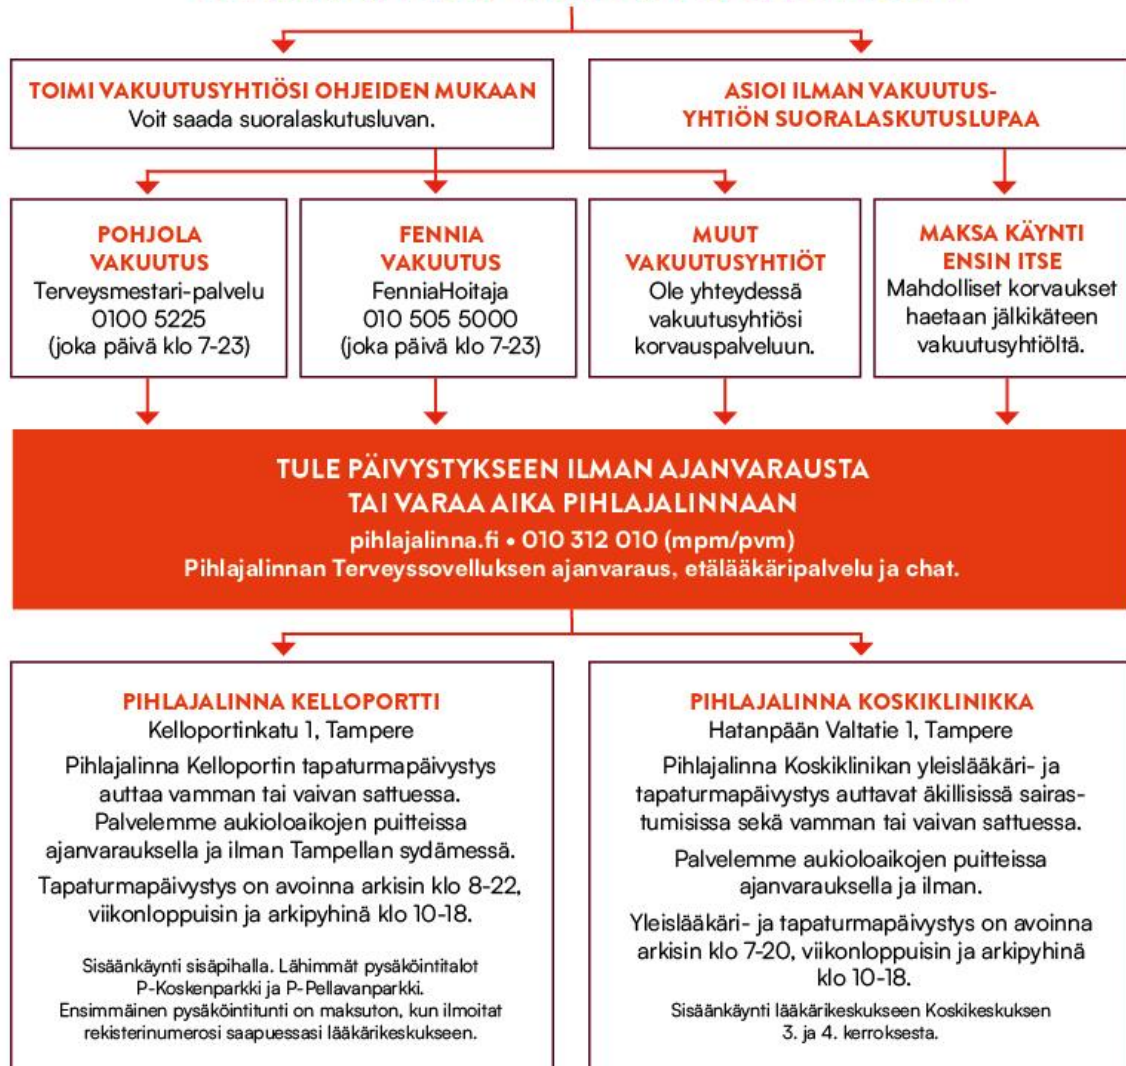 TOIMI VAKUUTUSYHTIÖSI OHJEIDEN MUKAAN
Voit saada suoralaskutusluvan.
ASIOI ILMAN VAKUUTUS-
YHTIÖN SUORALASKUTUSLUPAA
POHJOLA
VAKUUTUS
Terveysmestari-palvelu
0100 5225
(joka päivä klo 7-23)
FENNIA
VAKUUTUS
FenniaHoitaja
010 505 5000
(joka päivä klo 7-23)
MUUT
VAKUUTUSYHTIÖT
Ole yhteydessä
vakuutusyhtiösi
korvauspalveluun.
MAKSA KÄYNTI
ENSIN ITSE
Mahdolliset korvaukset
haetaan jälkikäteen
vakuutusyhtiöltä.
TULE PÄIVYSTYKSEEN ILMAN AJANVARAUSTA
TAI VARAA AIKA PIHLAJALINNAAN
pihlajalinna.fi • 010 312 010 (mpm/pvm)
Pihlajalinnan Terveyssovelluksen ajanvaraus, etälääkäripalvelu ja chat.
PIHLAJALINNA KELLOPORTTI
Kelloportinkatu 1, Tampere
Pihlajalinna Kelloportin tapaturmapäivystys
auttaa vamman tai vaivan sattuessa.
Palvelemme aukioloaikojen puitteissa
ajanvarauksella ja ilman Tampellan sydämessä.
Tapaturmapäivystys on avoinna arkisin klo 8-22,
viikonloppuisin ja arkipyhinä klo 10-18.
Sisäänkäynti sisäpihalla. Lähimmät pysäköintitalot
P-Koskenparkki ja P-Pellavanparkki.
Ensimmäinen pysäköintitunti on maksuton, kun ilmoitat
rekisterinumerosi saapuessasi lääkärikeskukseen.
PIHLAJALINNA KOSKIKLINIKKA
Hatanpään Valtatie 1, Tampere
Pihlajalinna Koskiklinikan yleislääkäri- ja
tapaturmapäivystys auttavat äkillisissä sairas-
tumisissa sekä vamman tai vaivan sattuessa.
Palvelemme aukioloaikojen puitteissa
ajanvarauksella ja ilman.
Yleislääkäri- ja tapaturmapäivystys on avoinna
arkisin klo 7-20, viikonloppuisin ja arkipyhinä
klo 10-18.
Sisäänkäynti lääkärikeskukseen Koskikeskuksen
3. ja 4. kerroksesta.